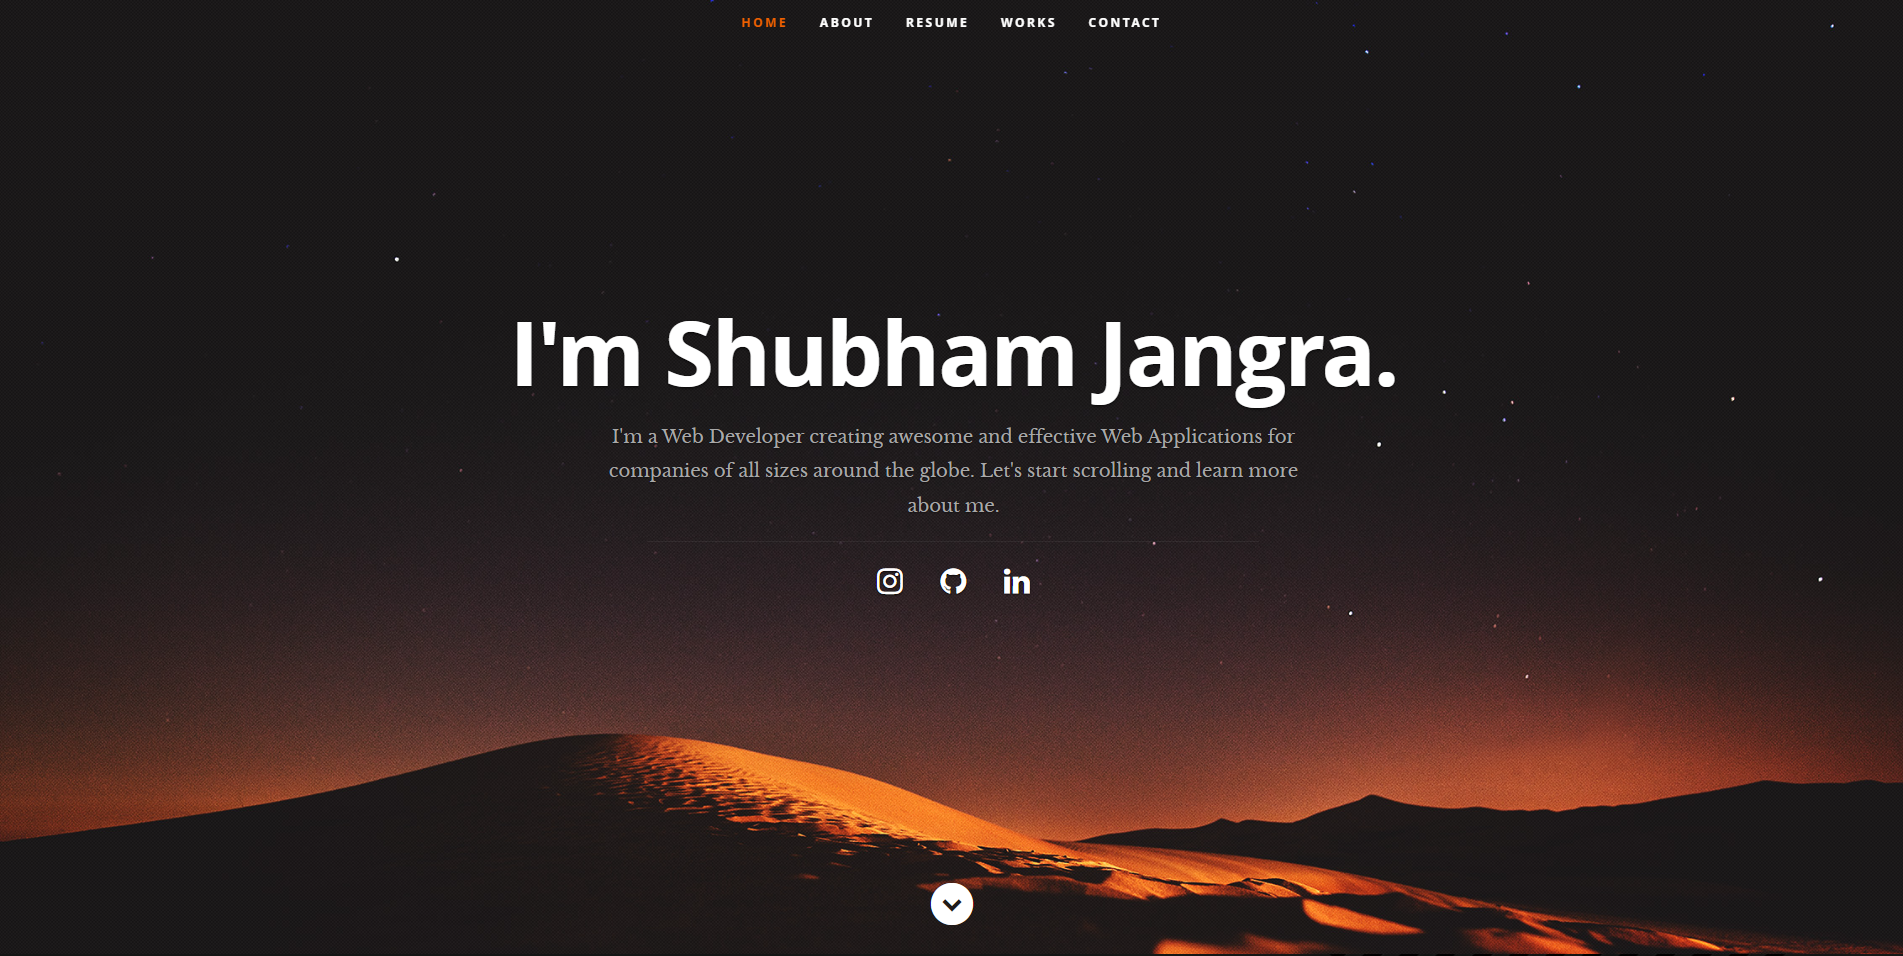 HOME ABOUT RESUME WORKS CONTACT
I'm Shubham Jangra.
I'm a Web Developer creating awesome and effective Web Applications for
companies of all sizes around the globe. Let's start scrolling and learn more
about me.
in